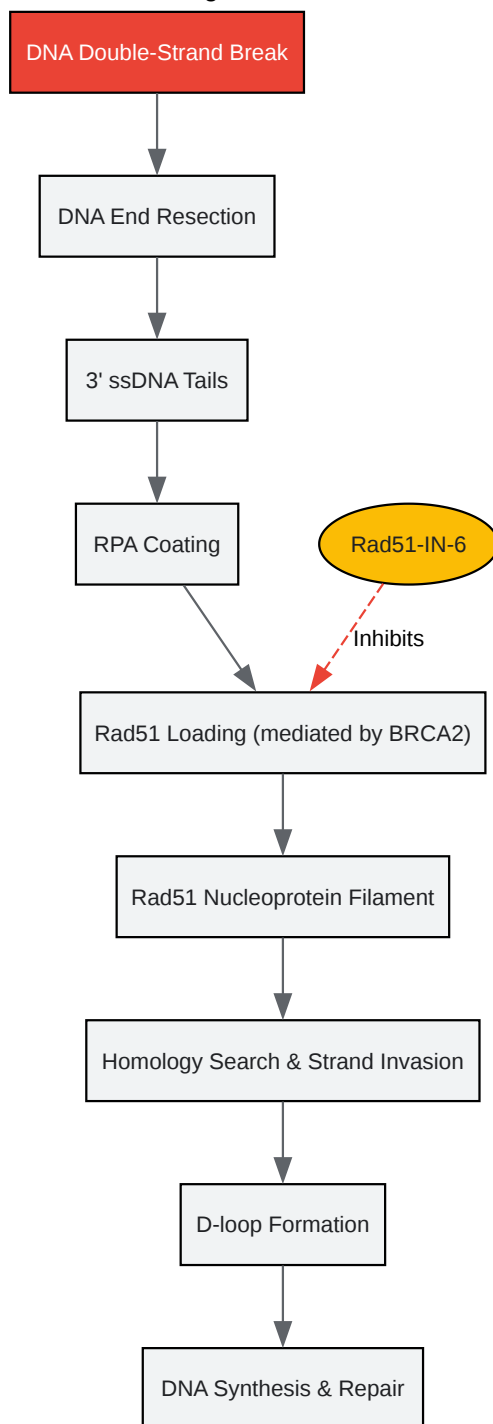 DNA Double-Strand Break
DNA End Resection
3' ssDNA Tails
RPA Coating
Rad51-IN-6
Inhibits
Rad51 Loading (mediated by BRCA2)
Rad51 Nucleoprotein Filament
Homology Search & Strand Invasion
D-loop Formation
DNA Synthesis & Repair